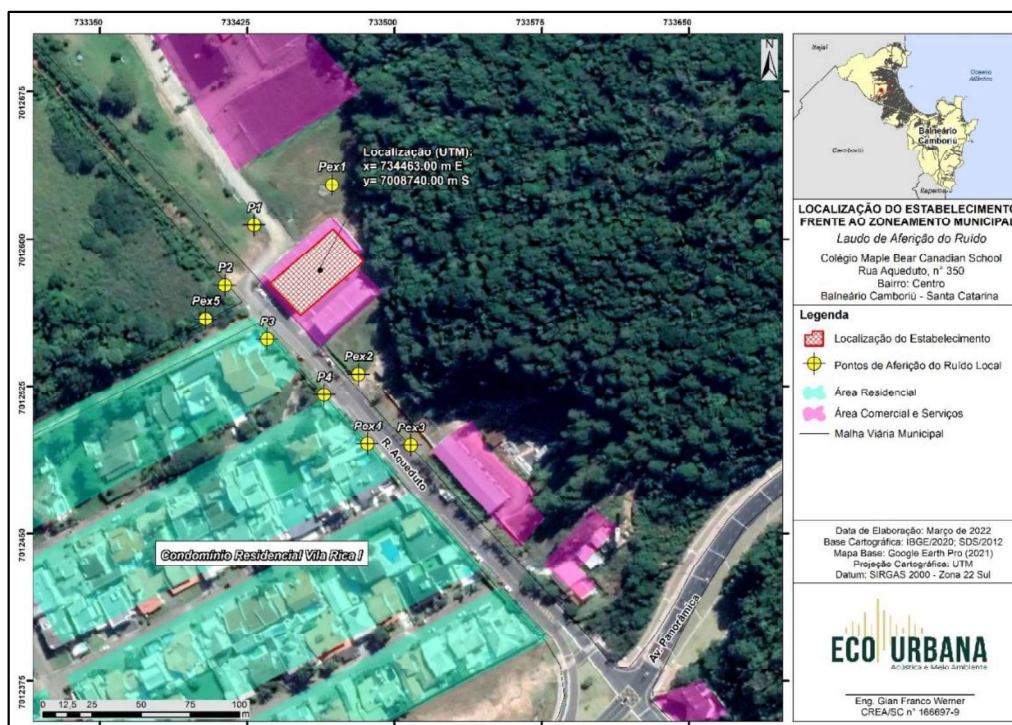 733350
733425
733500
733575
733650
7012675
7012600
7012525
7012450
7012375
N
Localização (UTM):
x= 734463.00 m E
y= 7008740.00 m S
Pex1
P1
P2
Pex5
P3
Pex2
P4
Pex4
Pex3
R. Aqueduto
Condomínio Residencial Vila Rica I
Av. Panorâmica
0 12,5 25 50 75 100
m
Itajaí
Oceano
Atlântico
Balneário
Camboriú
Camboriú
Itapema
LOCALIZAÇÃO DO ESTABELECIMENTO
FRENTE AO ZONEAMENTO MUNICIPAL
Laudo de Aferição do Ruído
Colégio Maple Bear Canadian School
Rua Aqueduto, n° 350
Bairro: Centro
Balneário Camboriú - Santa Catarina
Legenda
Localização do Estabelecimento
Pontos de Aferição do Ruído Local
Área Residencial
Área Comercial e Serviços
Malha Viária Municipal
Data de Elaboração: Março de 2022
Base Cartográfica: IBGE/2020; SDS/2012
Mapa Base: Google Earth Pro (2021)
Projeção Cartográfica: UTM
Datum: SIRGAS 2000 - Zona 22 Sul
ECO URBANA
Acústica e Meio Ambiente
Eng. Gian Franco Werner
CREA/SC n° 166697-9